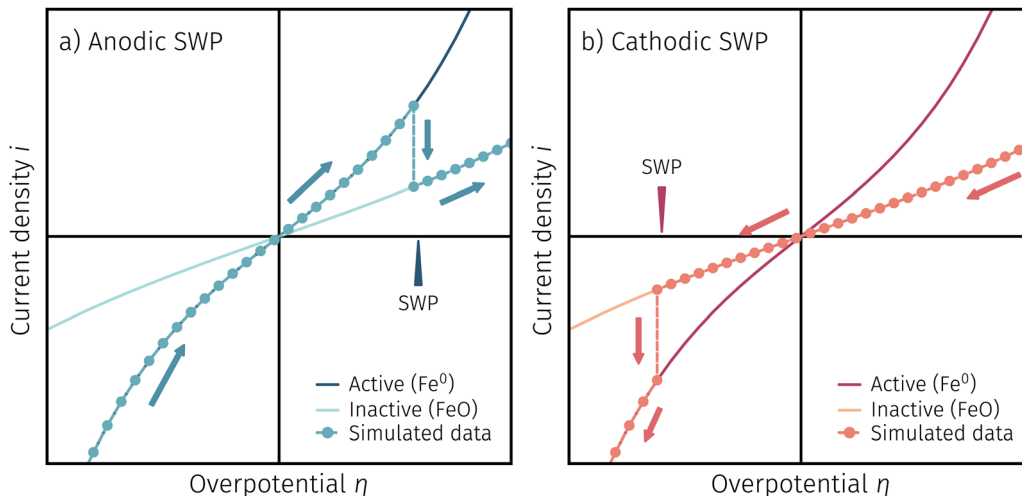 a) Anodic SWP
Current density i
SWP
Active (Fe⁰)
Inactive (FeO)
Simulated data
Overpotential η
b) Cathodic SWP
Current density i
SWP
Active (Fe⁰)
Inactive (FeO)
Simulated data
Overpotential η